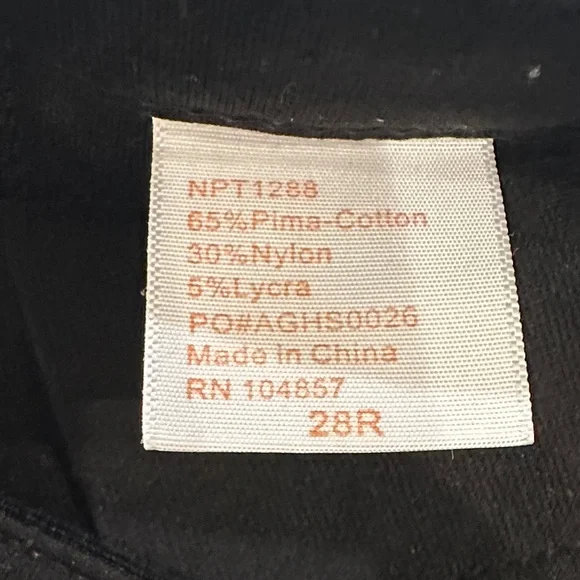 NPT1288
65%Pima-Cotton
30%Nylon
5%Lycra
PO#AGHS0026
Made in China
RN 104857
28R